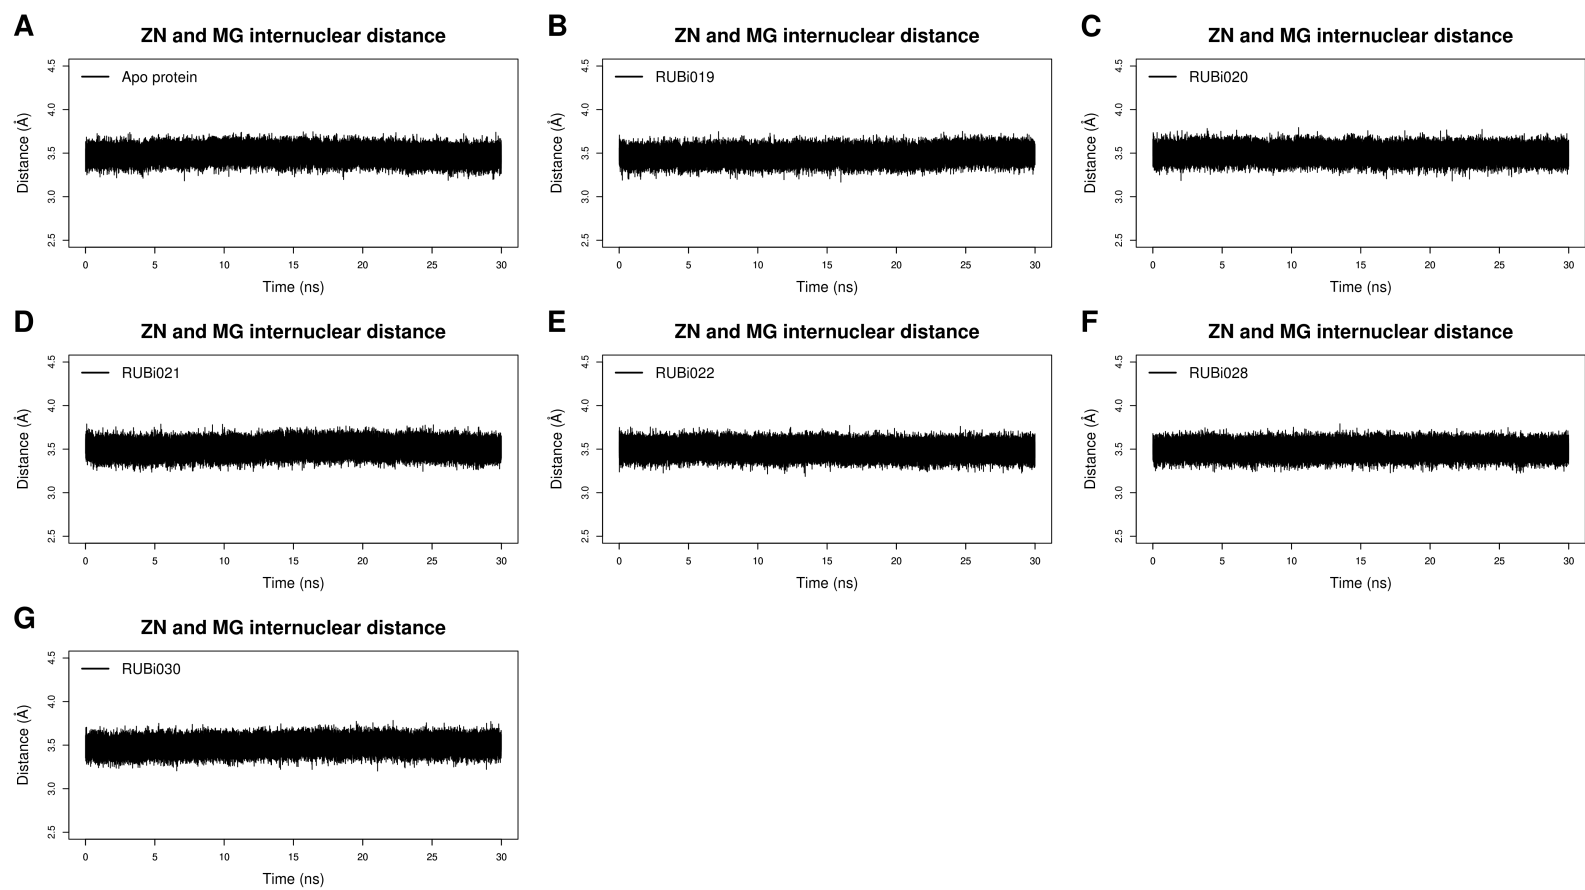 A
ZN and MG internuclear distance
Apo protein
Distance (Å)
4.5
4.0
3.5
3.0
2.5
0 5 10 15 20 25 30
Time (ns)
B
ZN and MG internuclear distance
RUBi019
Distance (Å)
4.5
4.0
3.5
3.0
2.5
0 5 10 15 20 25 30
Time (ns)
C
ZN and MG internuclear distance
RUBi020
Distance (Å)
4.5
4.0
3.5
3.0
2.5
0 5 10 15 20 25 30
Time (ns)
D
ZN and MG internuclear distance
RUBi021
Distance (Å)
4.5
4.0
3.5
3.0
2.5
0 5 10 15 20 25 30
Time (ns)
E
ZN and MG internuclear distance
RUBi022
Distance (Å)
4.5
4.0
3.5
3.0
2.5
0 5 10 15 20 25 30
Time (ns)
F
ZN and MG internuclear distance
RUBi028
Distance (Å)
4.5
4.0
3.5
3.0
2.5
0 5 10 15 20 25 30
Time (ns)
G
ZN and MG internuclear distance
RUBi030
Distance (Å)
4.5
4.0
3.5
3.0
2.5
0 5 10 15 20 25 30
Time (ns)